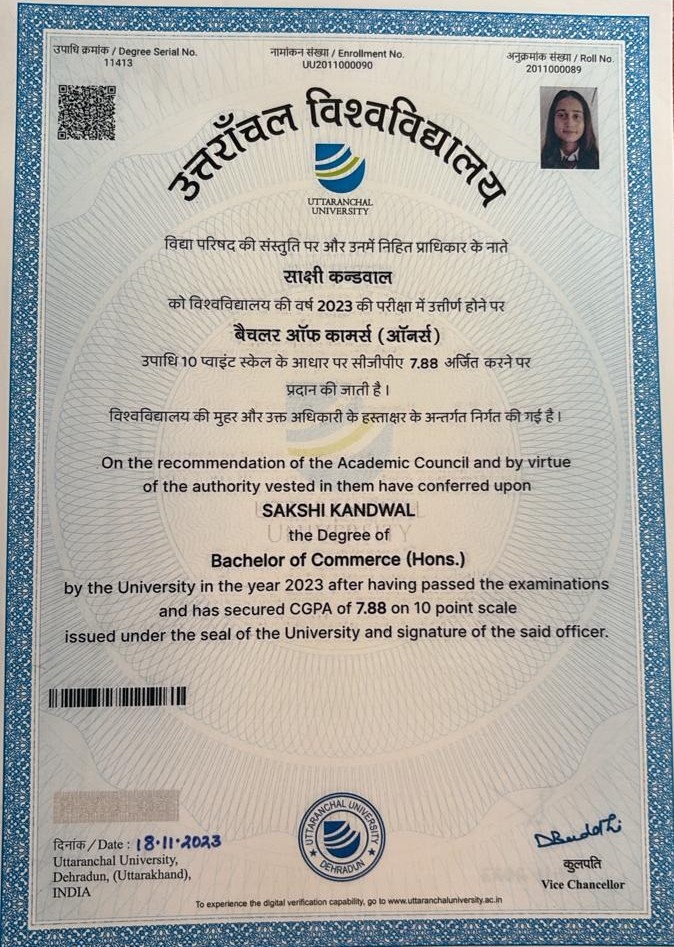 उपाधि क्रमांक / Degree Serial No.
11413
नामांकन संख्या / Enrollment No.
UU2011000090
अनुक्रमांक संख्या / Roll No.
2011000089
उत्तराँचल विश्वविद्यालय
UTTARANCHAL
UNIVERSITY
विद्या परिषद की संस्तुति पर और उनमें निहित प्राधिकार के नाते
साक्षी कन्डवाल
को विश्वविद्यालय की वर्ष 2023 की परीक्षा में उत्तीर्ण होने पर
बैचलर ऑफ कामर्स (ऑनर्स)
उपाधि 10 प्वाइंट स्केल के आधार पर सीजीपीए 7.88 अर्जित करने पर
प्रदान की जाती है।
विश्वविद्यालय की मुहर और उक्त अधिकारी के हस्ताक्षर के अन्तर्गत निर्गत की गई है।
On the recommendation of the Academic Council and by virtue
of the authority vested in them have conferred upon
SAKSHI KANDWAL
the Degree of
Bachelor of Commerce (Hons.)
by the University in the year 2023 after having passed the examinations
and has secured CGPA of 7.88 on 10 point scale
issued under the seal of the University and signature of the said officer.
दिनांक / Date : 18.11.2023
Uttaranchal University,
Dehradun, (Uttarakhand),
INDIA
UTTARANCHAL UNIVERSITY
DEHRADUN
कुलपति
Vice Chancellor
To experience the digital verification capability, go to www.uttaranchaluniversity.ac.in